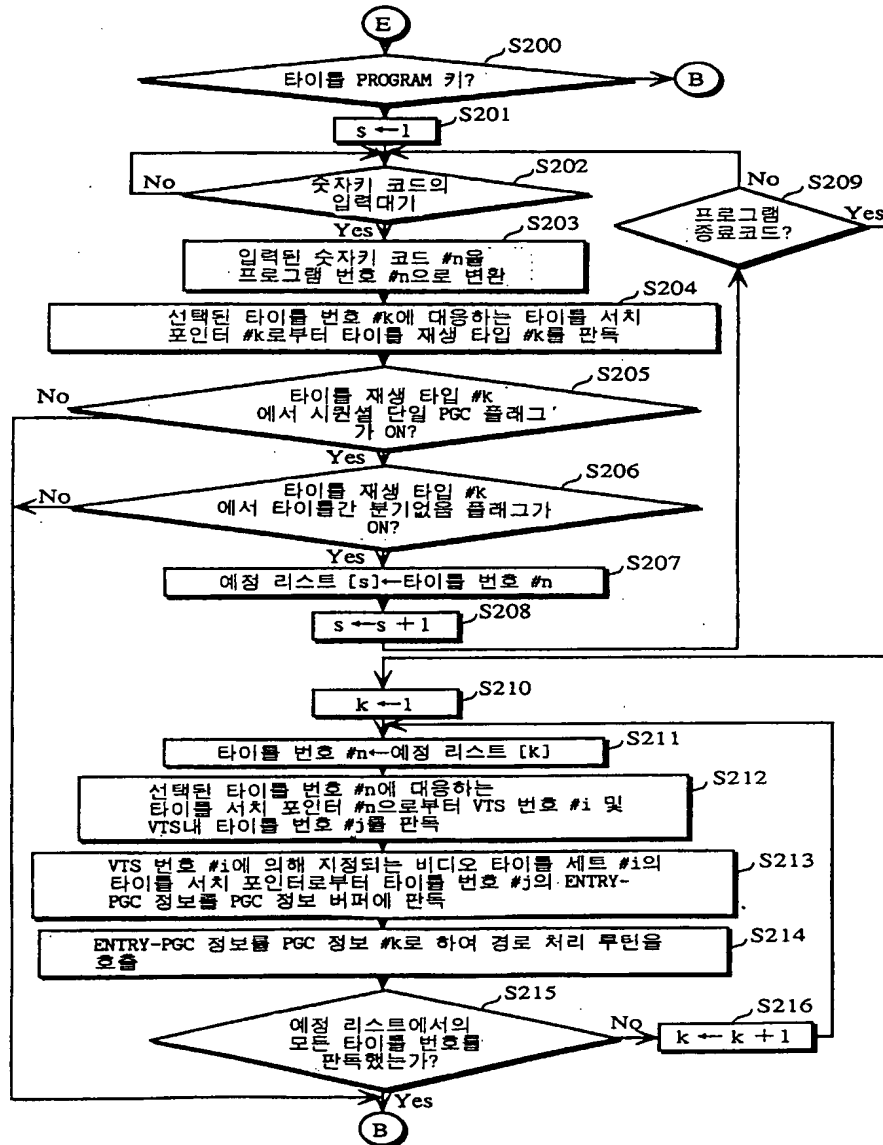 E
S200
타이틀 PROGRAM 키?
B
S201
s ← 1
S202
No
숫자키 코드의
입력대기
Yes
S209
No
프로그램
종료코드?
Yes
S203
입력된 숫자키 코드 #n을
프로그램 번호 #n으로 변환
S204
선택된 타이틀 번호 #k에 대응하는 타이틀 서치
포인터 #k로부터 타이틀 재생 타입 #k를 판독
S205
No
타이틀 재생 타입 #k
에서 시퀀셜 단일 PGC 플래그
가 ON?
Yes
S206
No
타이틀 재생 타입 #k
에서 타이틀간 분기없음 플래그가
ON?
Yes
S207
예정 리스트 [s]←타이틀 번호 #n
S208
s ← s + 1
S210
k ← 1
S211
타이틀 번호 #n←예정 리스트 [k]
S212
선택된 타이틀 번호 #n에 대응하는
타이틀 서치 포인터 #n으로부터 VTS 번호 #i 및
VTS내 타이틀 번호 #j를 판독
S213
VTS 번호 #i에 의해 지정되는 비디오 타이틀 세트 #i의
타이틀 서치 포인터로부터 타이틀 번호 #j의 ENTRY-
PGC 정보를 PGC 정보 버퍼에 판독
S214
ENTRY-PGC 정보를 PGC 정보 #k로 하여 경로 처리 루틴을
호출
S215
예정 리스트에서의
모든 타이틀 번호를
판독했는가?
No
S216
k ← k + 1
Yes
B